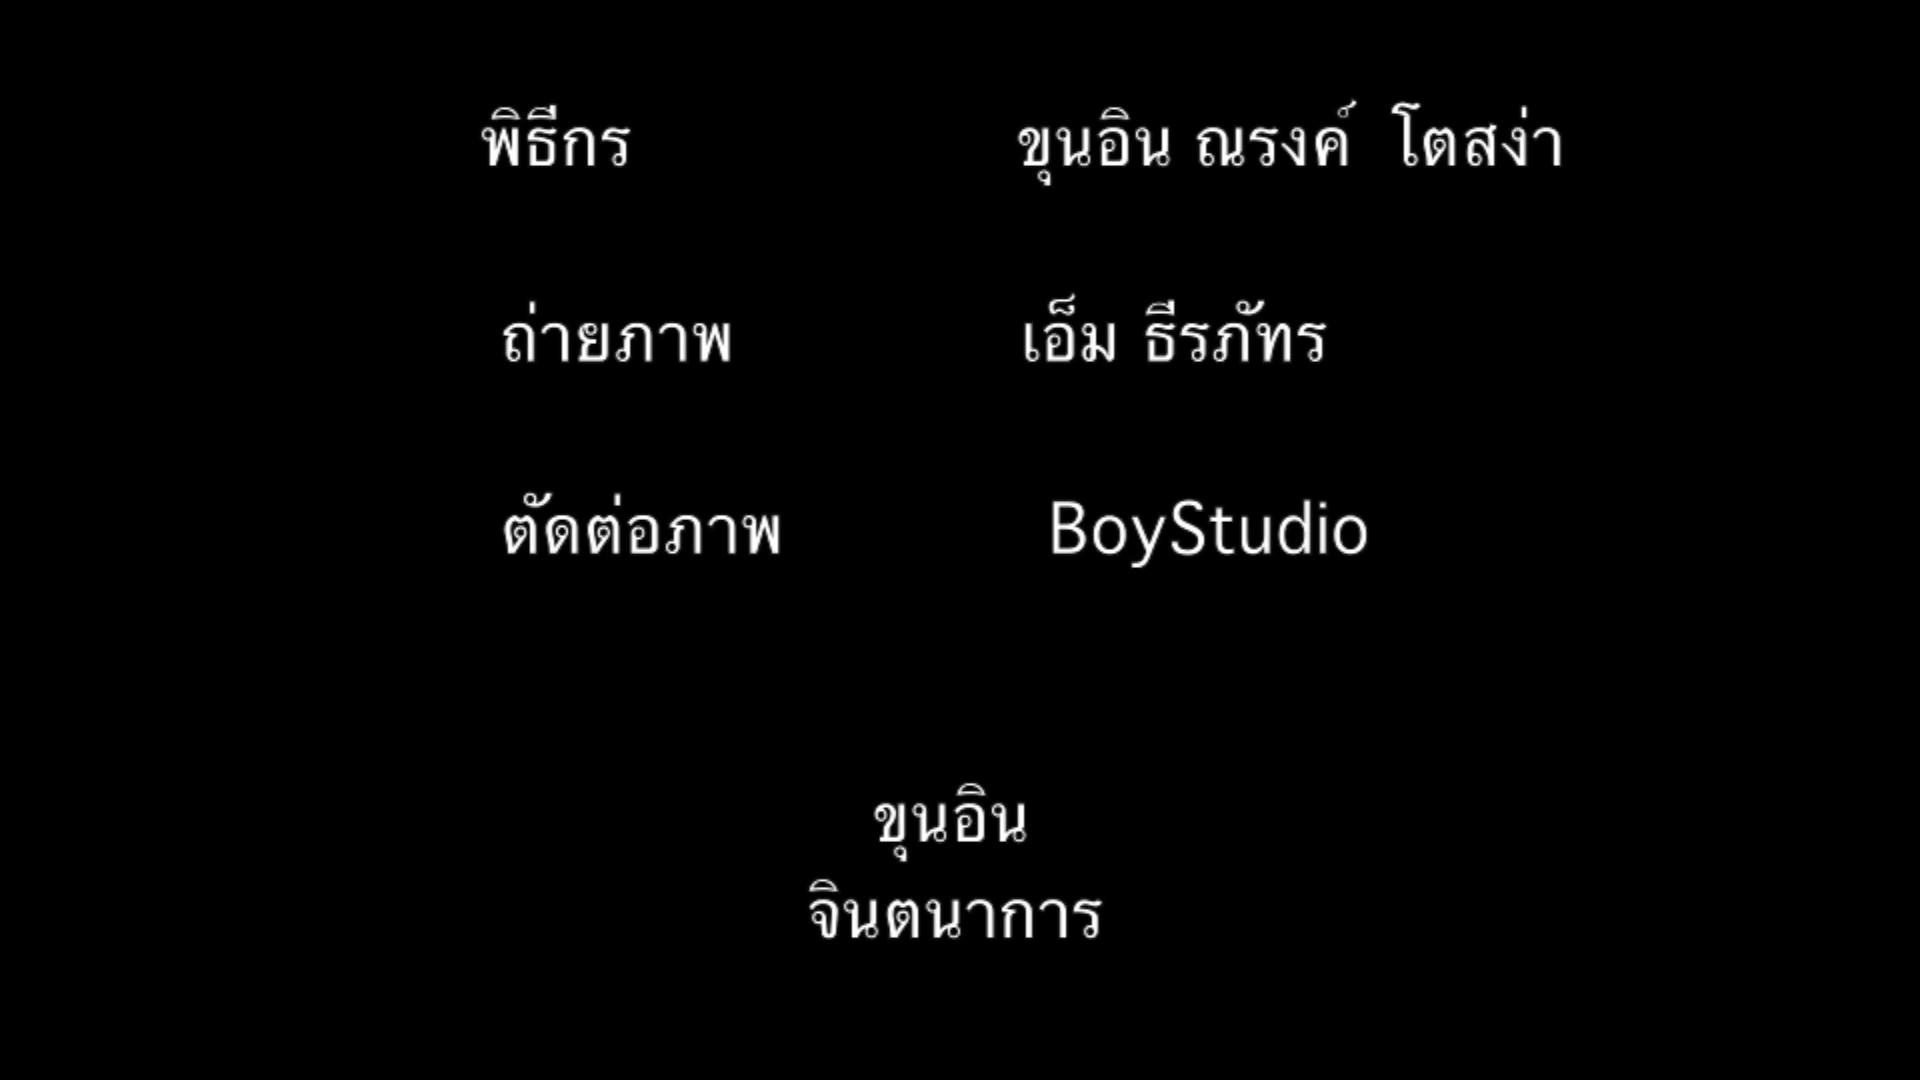 พิธีกร ขุนอิน ณรงค์ โตสง่า
ถ่ายภาพ เอ็ม ธีรภัทร
ตัดต่อภาพ BoyStudio
ขุนอิน
จินตนาการ